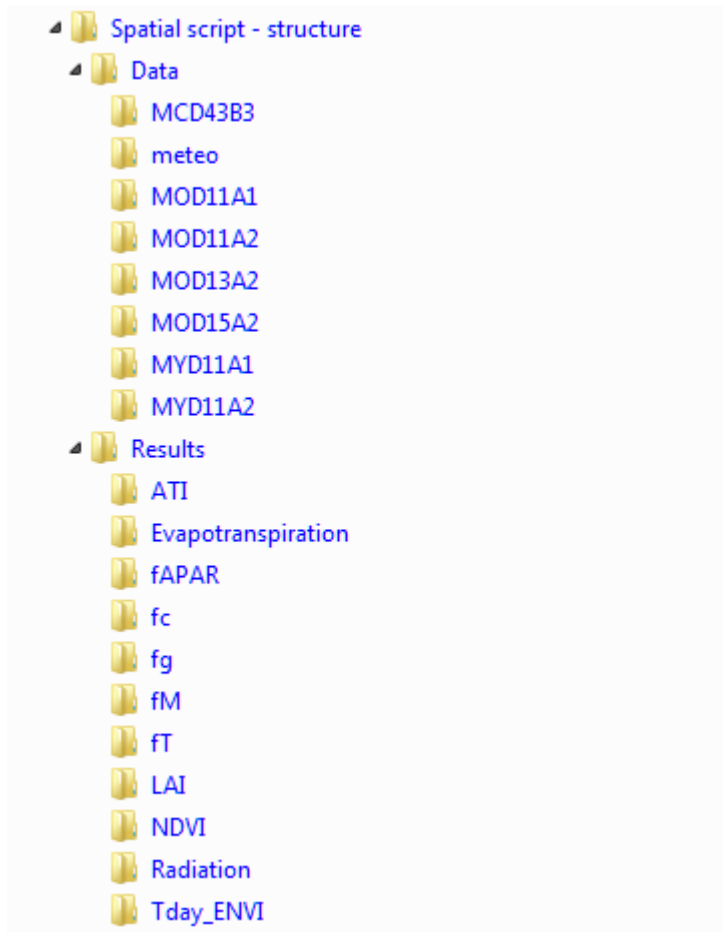 Spatial script - structure
Data
MCD43B3
meteo
MOD11A1
MOD11A2
MOD13A2
MOD15A2
MYD11A1
MYD11A2
Results
ATI
Evapotranspiration
fAPAR
fc
fg
fM
fT
LAI
NDVI
Radiation
Tday_ENVI